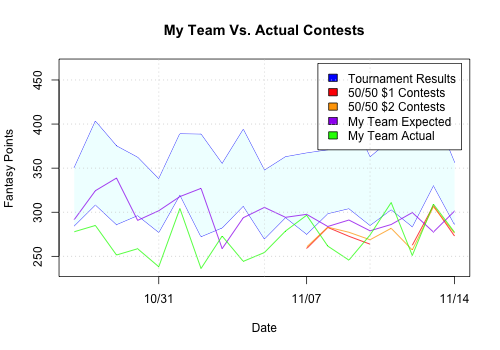 My Team Vs. Actual Contests
Tournament Results
50/50 $1 Contests
50/50 $2 Contests
My Team Expected
My Team Actual
Fantasy Points
450
400
350
300
250
10/31
11/07
11/14
Date